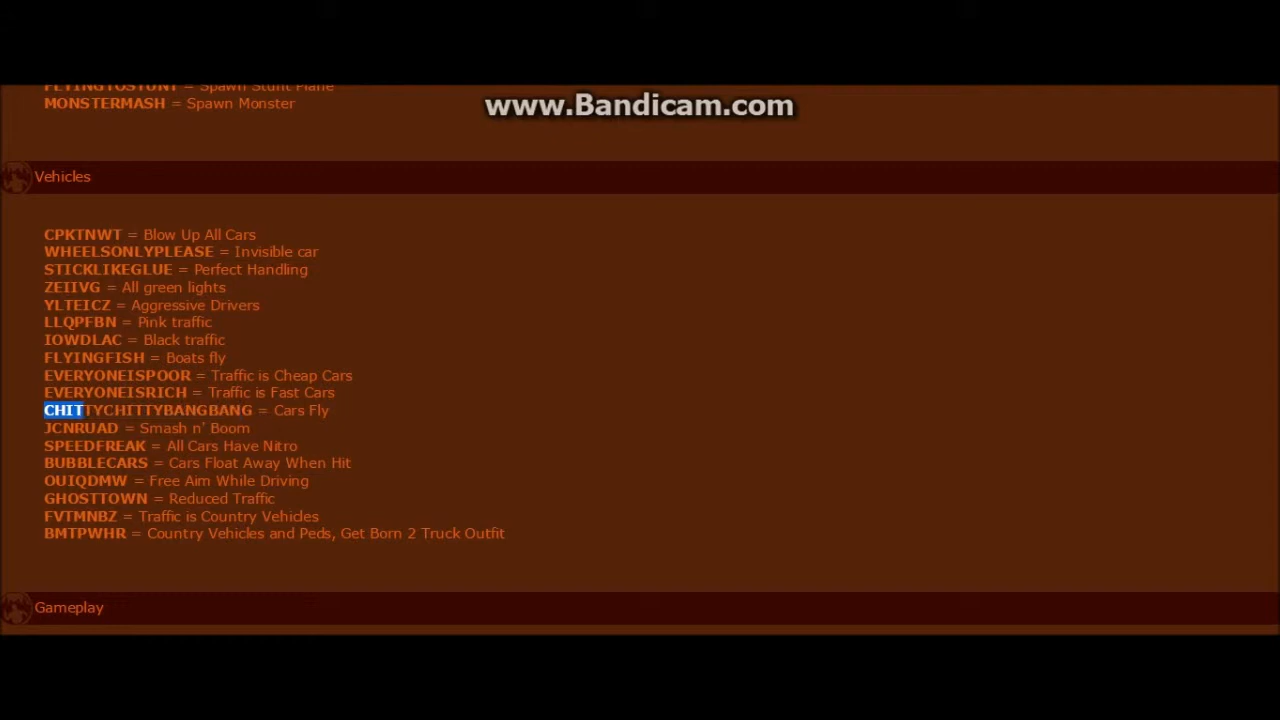 FLYINGTOSTUNT = Spawn Stunt Plane
MONSTERMASH = Spawn Monster
www.Bandicam.com
Vehicles
CPKTNWT = Blow Up All Cars
WHEELSONLYPLEASE = Invisible car
STICKLIKEGLUE = Perfect Handling
ZEIIVG = All green lights
YLTEICZ = Aggressive Drivers
LLQPFBN = Pink traffic
IOWDLAC = Black traffic
FLYINGFISH = Boats fly
EVERYONEISPOOR = Traffic is Cheap Cars
EVERYONEISRICH = Traffic is Fast Cars
CHITTYCHITTYBANGBANG = Cars Fly
JCNRUAD = Smash n' Boom
SPEEDFREAK = All Cars Have Nitro
BUBBLECARS = Cars Float Away When Hit
OUIQDMW = Free Aim While Driving
GHOSTTOWN = Reduced Traffic
FVTMNBZ = Traffic is Country Vehicles
BMTPWHR = Country Vehicles and Peds, Get Born 2 Truck Outfit
Gameplay